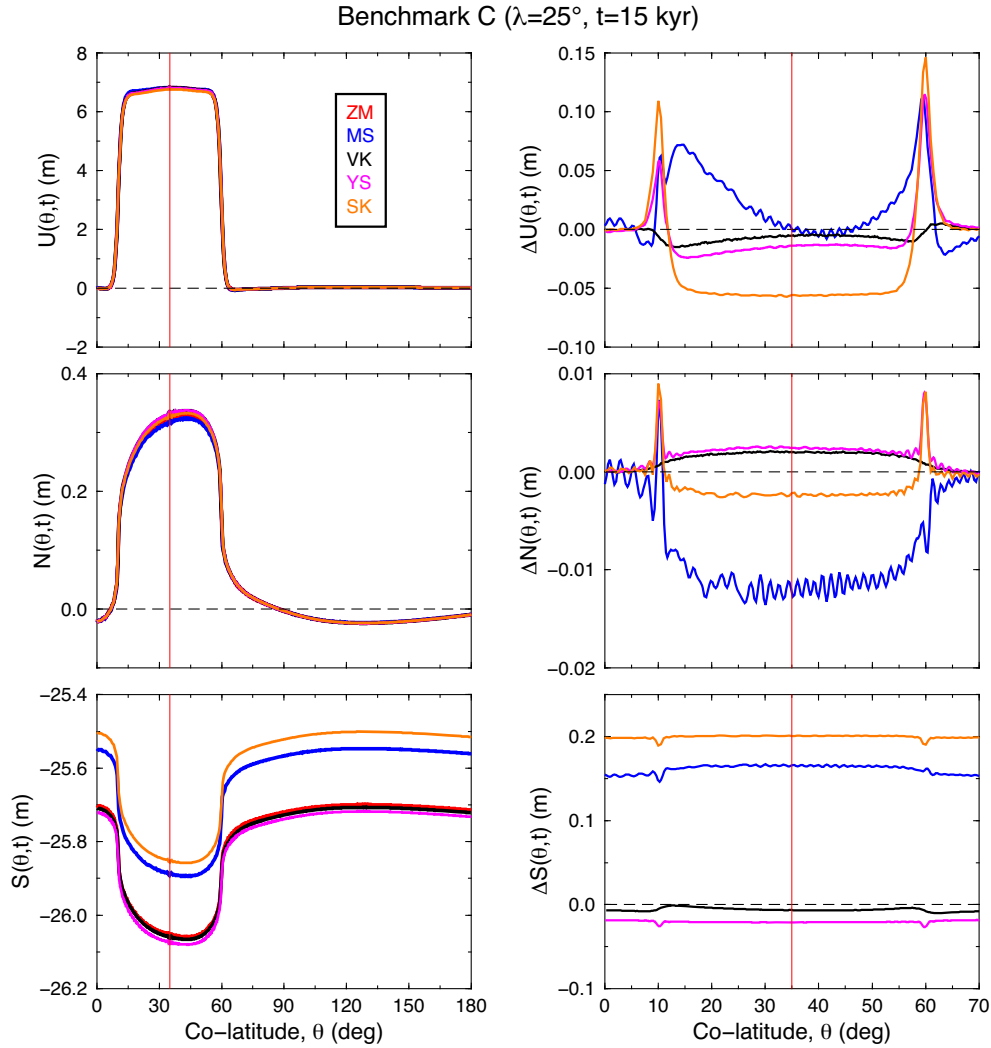 Benchmark C (λ=25°, t=15 kyr)
U(θ,t) (m)
8
6
4
2
0
−2
ZM
MS
VK
YS
SK
ΔU(θ,t) (m)
0.15
0.10
0.05
0.00
−0.05
−0.10
N(θ,t) (m)
0.4
0.2
0.0
ΔN(θ,t) (m)
0.01
0.00
−0.01
−0.02
S(θ,t) (m)
−25.4
−25.6
−25.8
−26.0
−26.2
0 30 60 90 120 150 180
Co−latitude, θ (deg)
ΔS(θ,t) (m)
0.2
0.1
0.0
−0.1
0 10 20 30 40 50 60 70
Co−latitude, θ (deg)